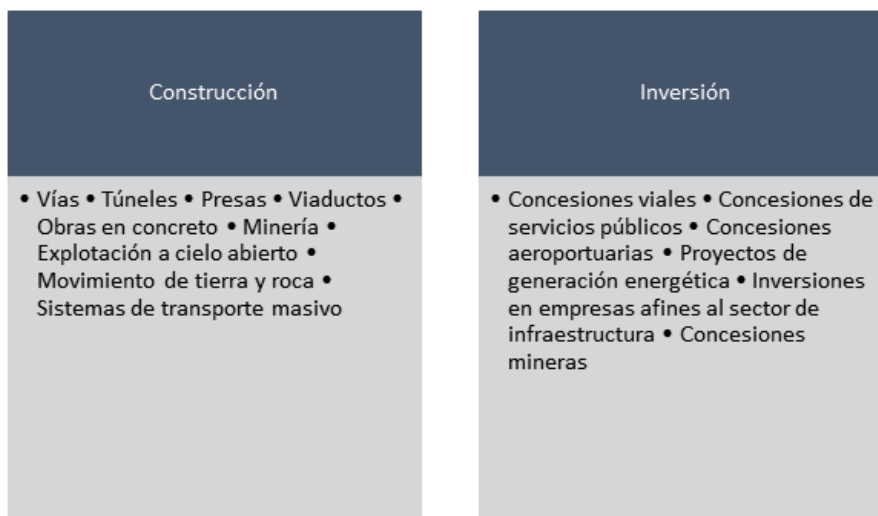 Construcción
• Vías • Túneles • Presas • Viaductos •
Obras en concreto • Minería •
Explotación a cielo abierto •
Movimiento de tierra y roca •
Sistemas de transporte masivo
Inversión
• Concesiones viales • Concesiones de
servicios públicos • Concesiones
aeroportuarias • Proyectos de
generación energética • Inversiones
en empresas afines al sector de
infraestructura • Concesiones
mineras